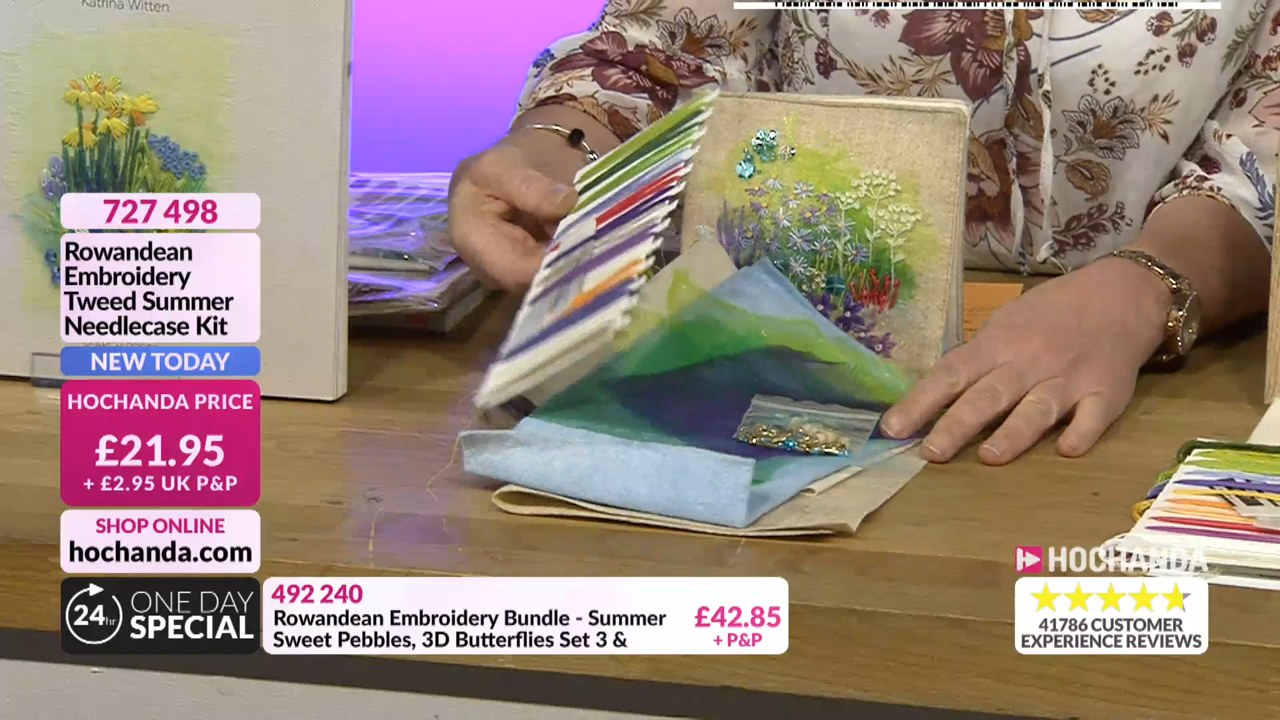 Katrina Witten
727 498
Rowandean
Embroidery
Tweed Summer
Needlecase Kit
NEW TODAY
HOCHANDA PRICE
£21.95
+ £2.95 UK P&P
SHOP ONLINE
hochanda.com
24hr
ONE DAY
SPECIAL
492 240
Rowandean Embroidery Bundle - Summer
Sweet Pebbles, 3D Butterflies Set 3 &
£42.85
+ P&P
HOCHANDA
41786 CUSTOMER
EXPERIENCE REVIEWS